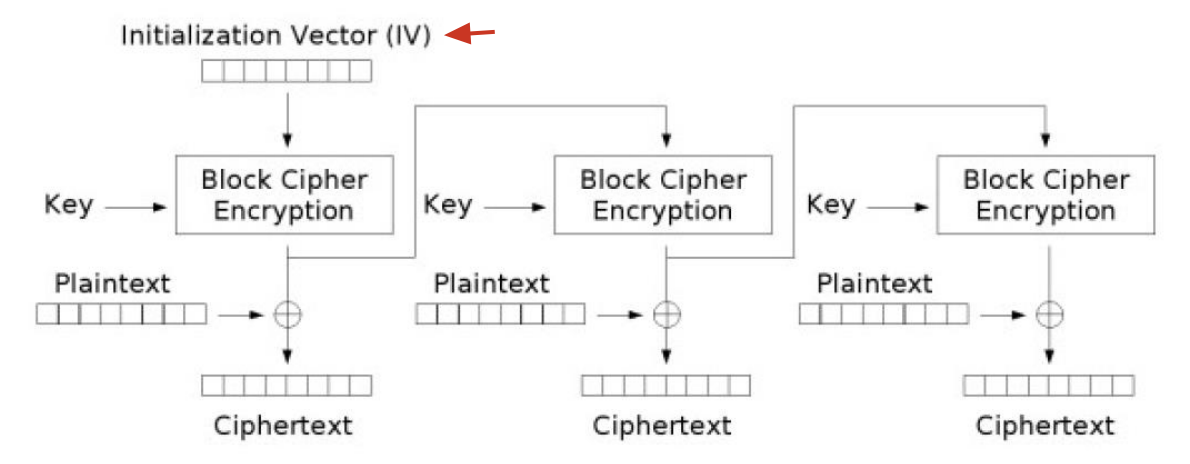 Initialization Vector (IV)
Block Cipher
Encryption
Block Cipher
Encryption
Block Cipher
Encryption
Key
Key
Key
Plaintext
Plaintext
Plaintext
Ciphertext
Ciphertext
Ciphertext